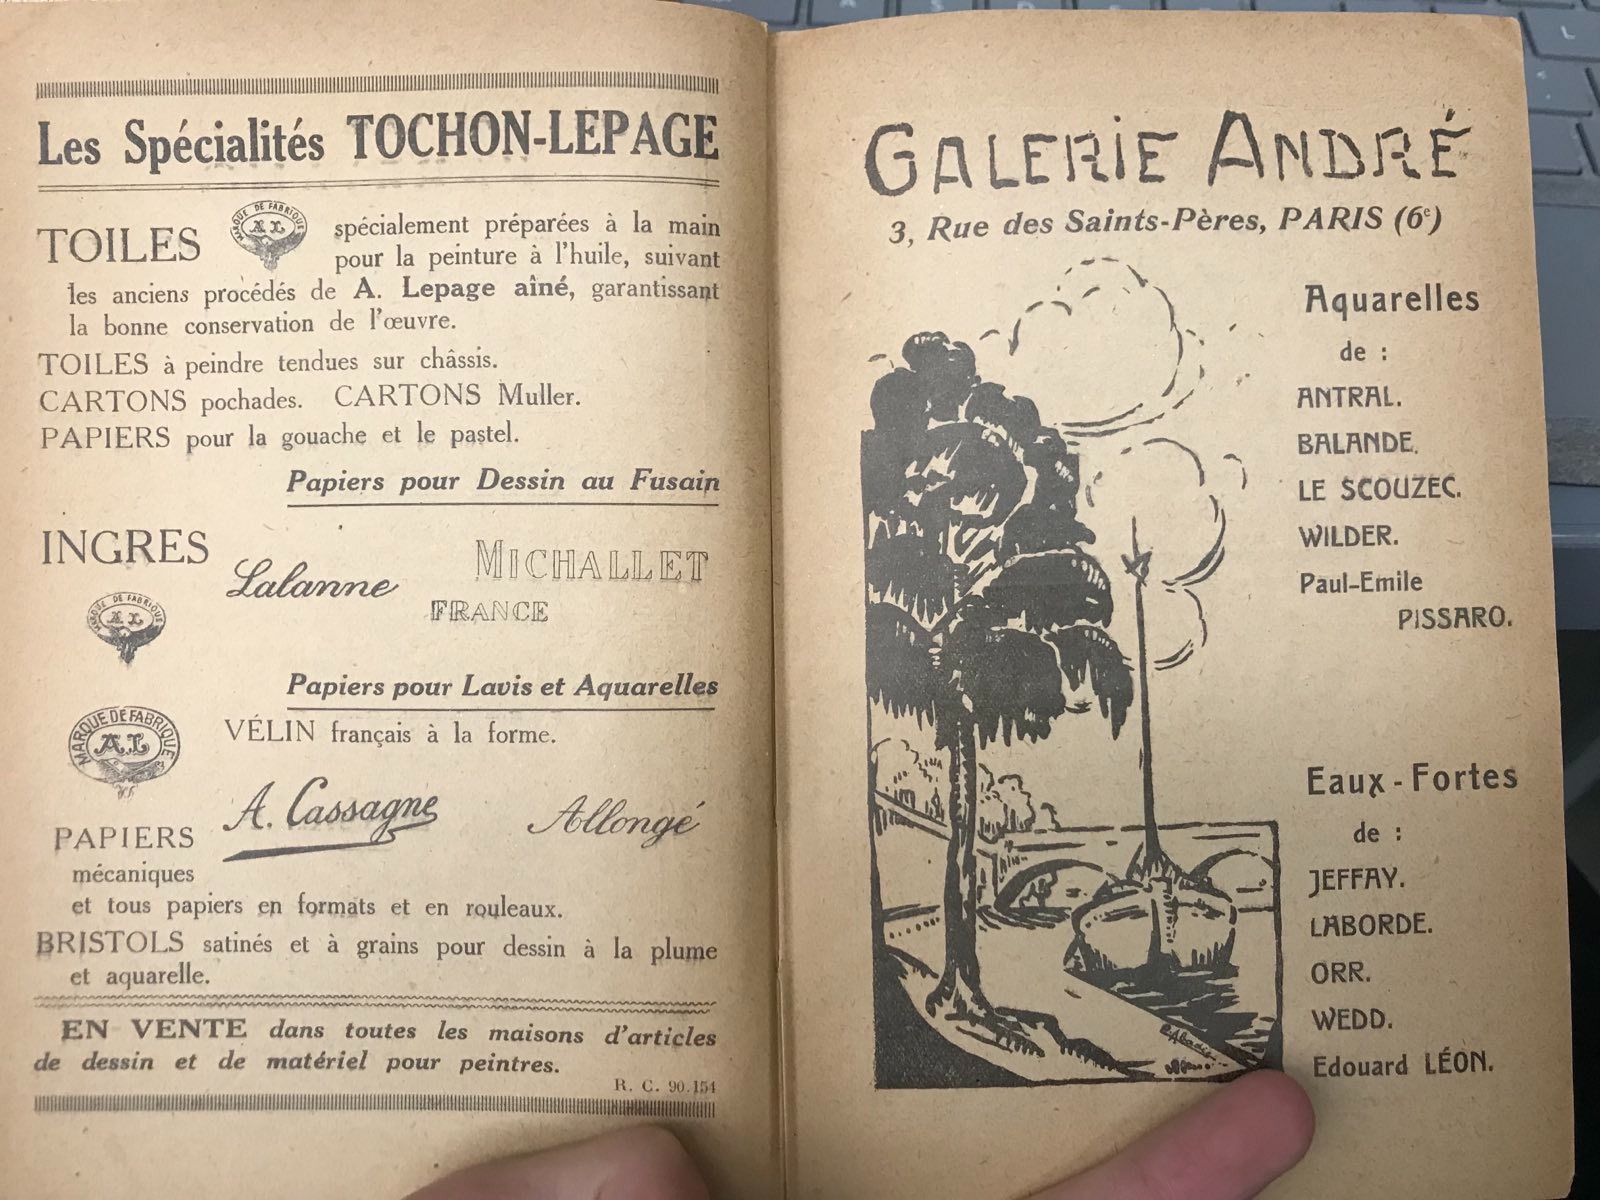 Les Spécialités TOCHON-LEPAGE
TOILES
MARQUE DE FABRIQUE
A L
spécialement préparées à la main
pour la peinture à l'huile, suivant
les anciens procédés de A. Lepage aîné, garantissant
la bonne conservation de l'œuvre.
TOILES à peindre tendues sur châssis.
CARTONS pochades. CARTONS Muller.
PAPIERS pour la gouache et le pastel.
Papiers pour Dessin au Fusain
INGRES
Lalanne
MICHALLET
FRANCE
MARQUE DE FABRIQUE
A L
Papiers pour Lavis et Aquarelles
MARQUE DE FABRIQUE
A.L
VÉLIN français à la forme.
A. Cassagne
Allongé
PAPIERS
mécaniques
et tous papiers en formats et en rouleaux.
BRISTOLS satinés et à grains pour dessin à la plume
et aquarelle.
EN VENTE dans toutes les maisons d'articles
de dessin et de matériel pour peintres.
R. C. 90.154
GALERIE ANDRÉ
3, Rue des Saints-Pères, PARIS (6e)
Aquarelles
de :
ANTRAL.
BALANDE.
LE SCOUZEC.
WILDER.
Paul-Emile
PISSARO.
Eaux-Fortes
de :
JEFFAY.
LABORDE.
ORR.
WEDD.
Edouard LÉON.